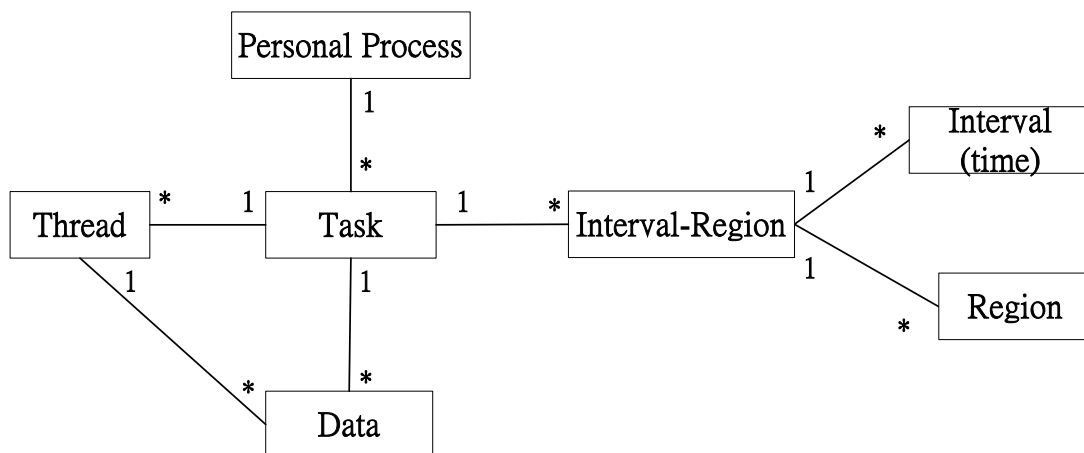 Personal Process
1
*
Interval
(time)
*
1
Thread
*
1
Task
1
*
Interval-Region
1
Region
*
1
1
*
*
Data